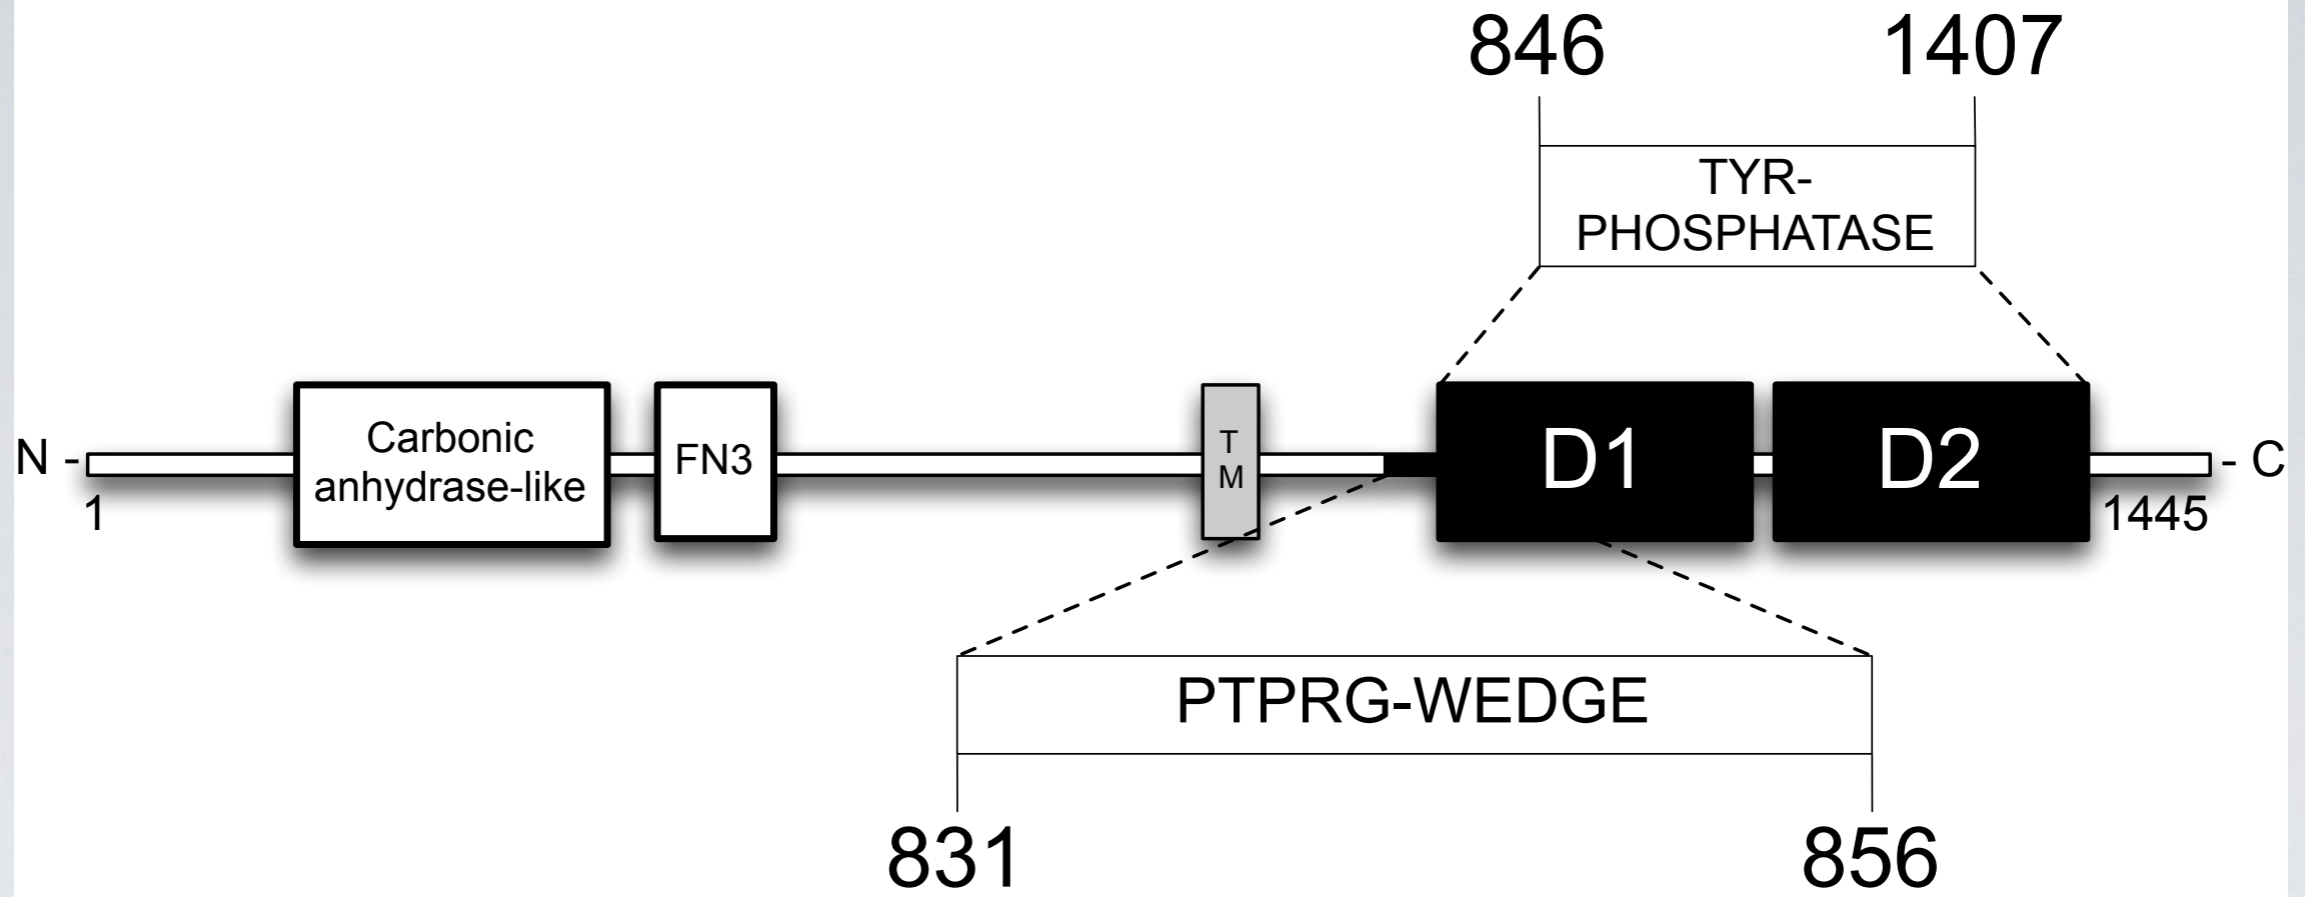 846 1407
TYR-
PHOSPHATASE
N -
Carbonic
anhydrase-like
FN3
T
M
D1
D2
- C
1
1445
PTPRG-WEDGE
831 856